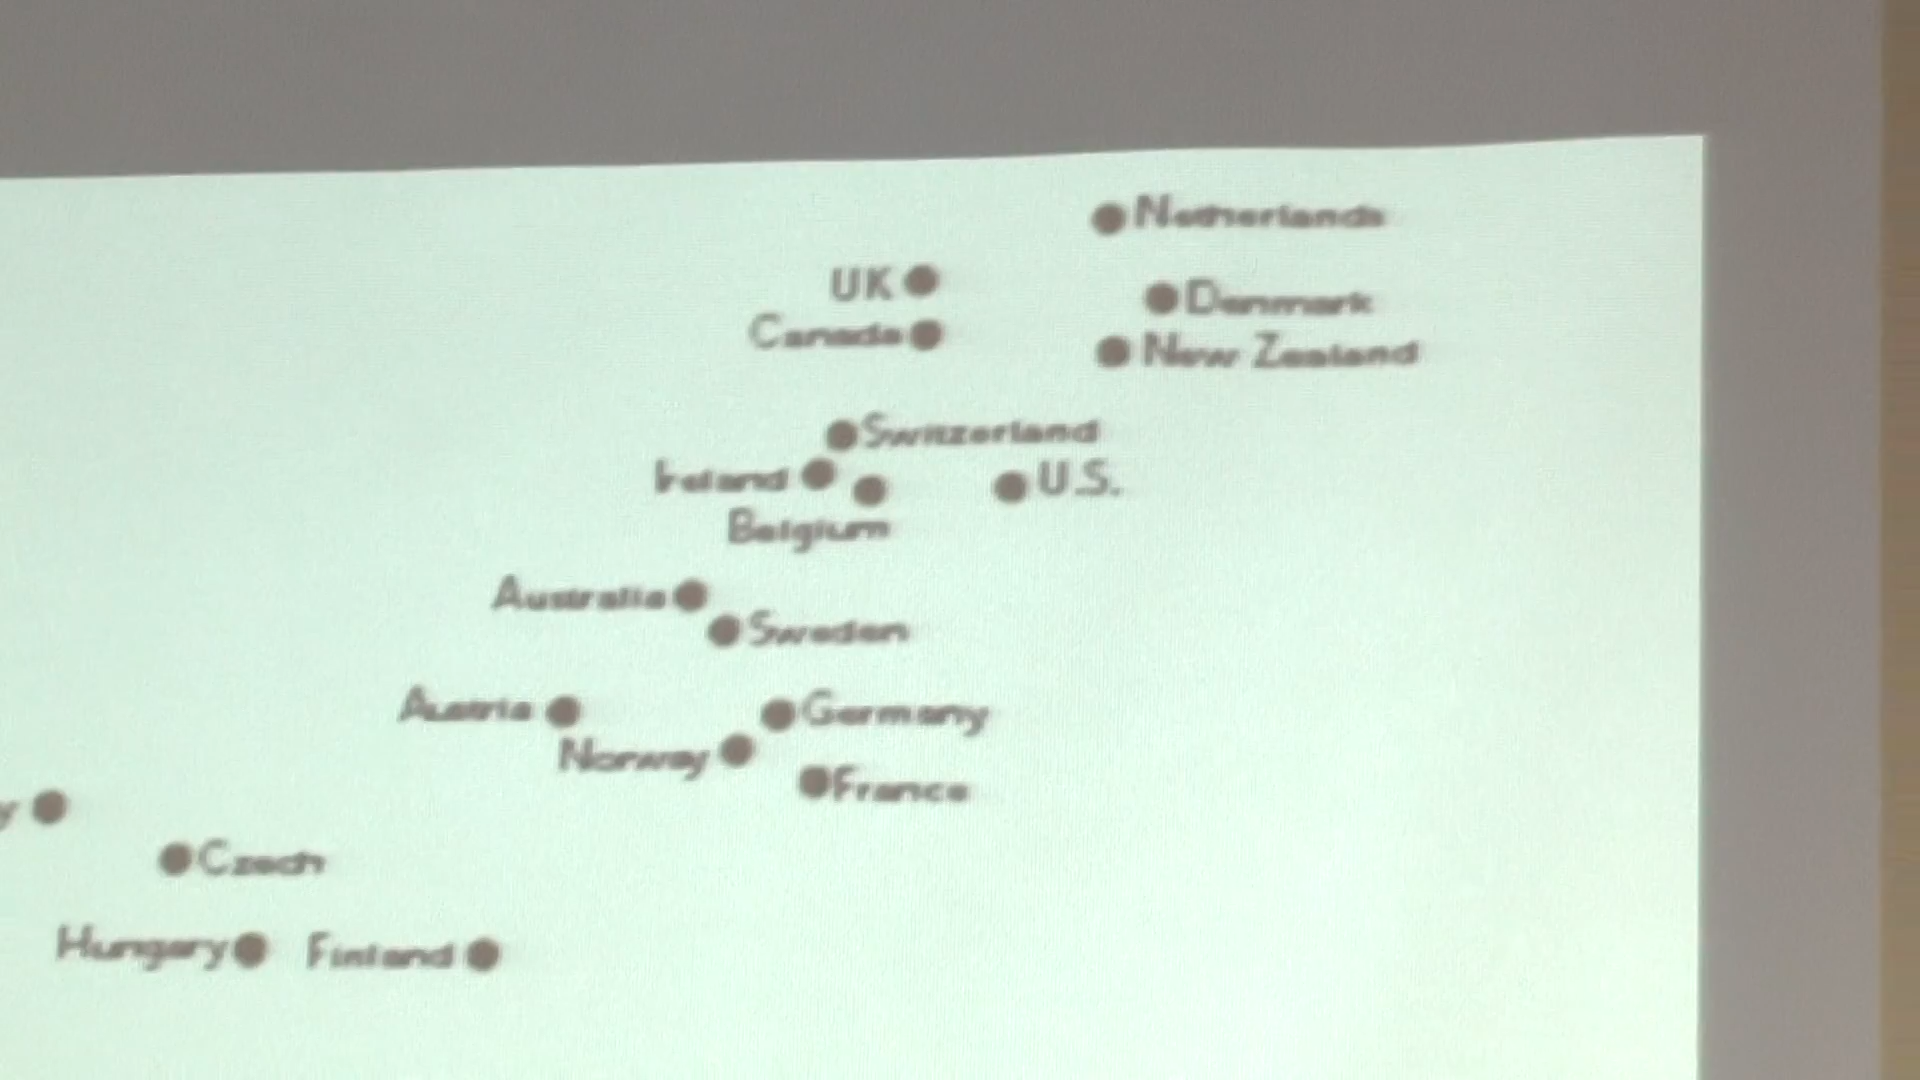 Netherlands
UK
Denmark
Canada
New Zealand
Switzerland
Ireland
U.S.
Belgium
Australia
Sweden
Austria
Germany
Norway
France
y
Czech
Hungary
Finland